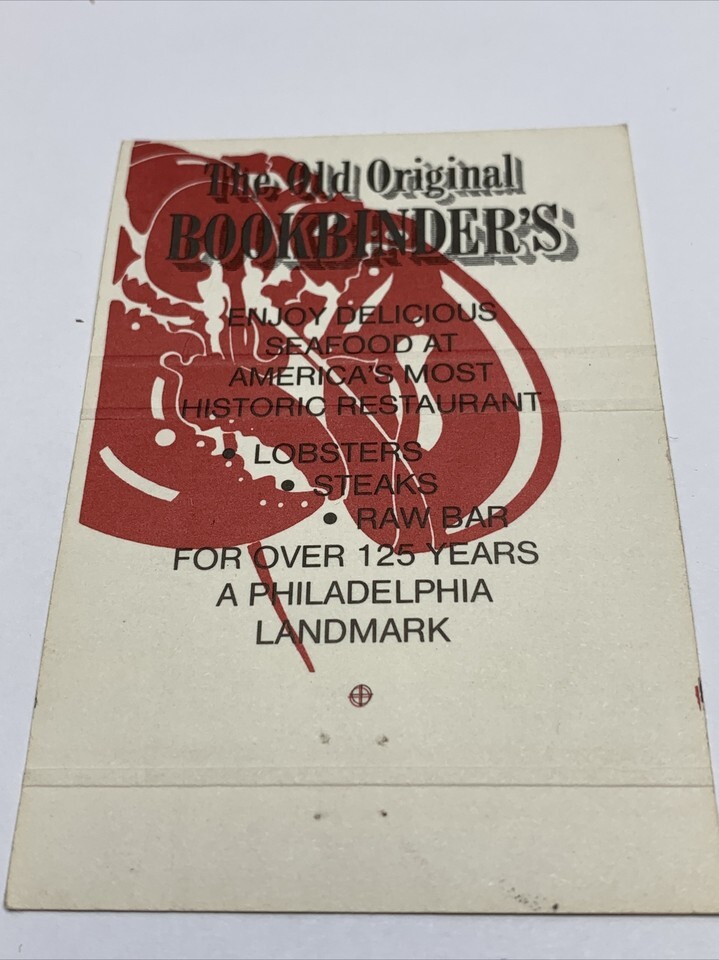 The Old Original
BOOKBINDER'S
ENJOY DELICIOUS
SEAFOOD AT
AMERICA'S MOST
HISTORIC RESTAURANT
• LOBSTERS
• STEAKS
• RAW BAR
FOR OVER 125 YEARS
A PHILADELPHIA
LANDMARK